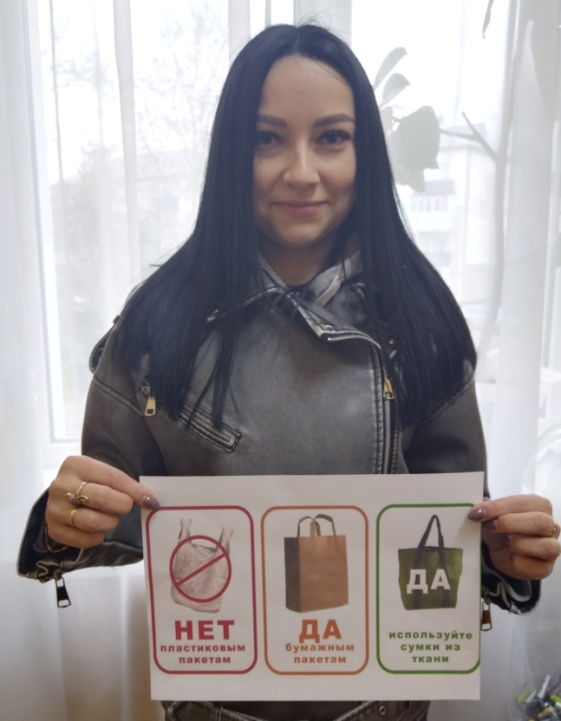 НЕТ
пластиковым
пакетам
ДА
бумажным
пакетам
ДА
используйте
сумки из
ткани